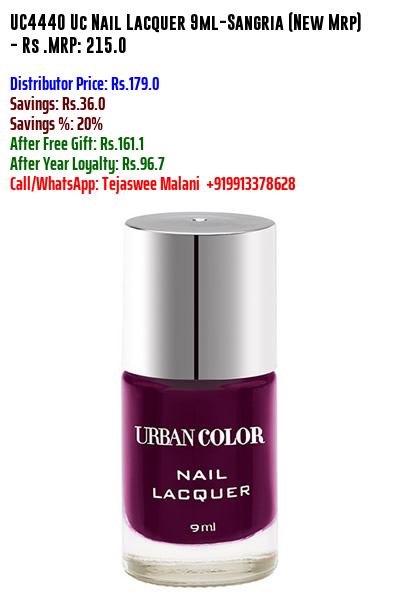 UC4440 Uc Nail Lacquer 9ml-Sangria (New Mrp)
- Rs .MRP: 215.0
Distributor Price: Rs.179.0
Savings: Rs.36.0
Savings %: 20%
After Free Gift: Rs.161.1
After Year Loyalty: Rs.96.7
Call/WhatsApp: Tejaswee Malani +919913378628
URBAN COLOR
NAIL
LACQUER
9ml